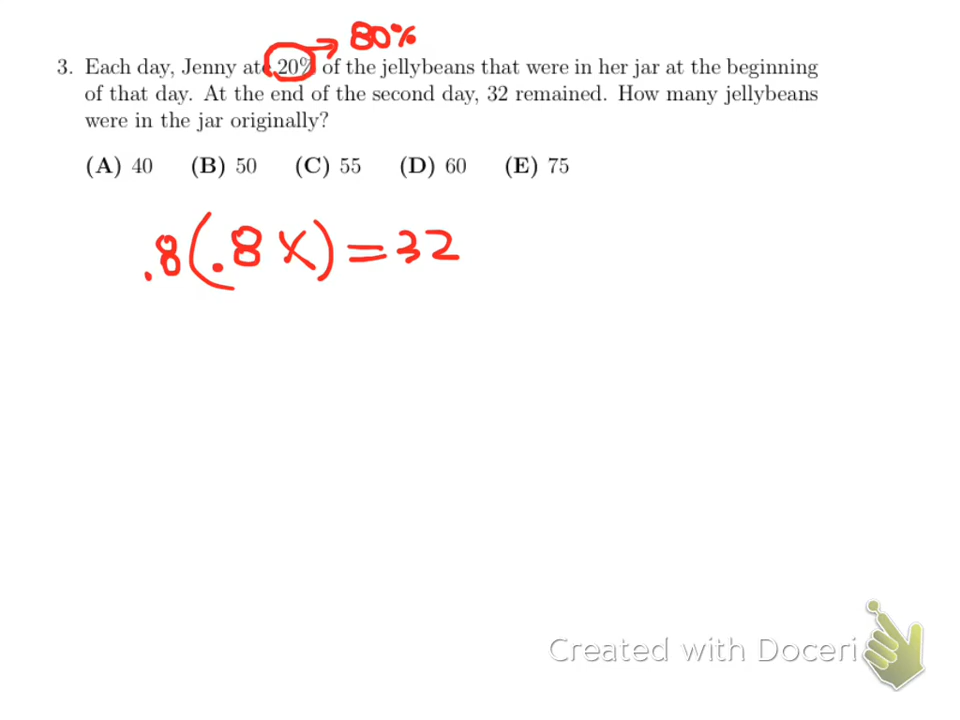 80%
3. Each day, Jenny ate 20% of the jellybeans that were in her jar at the beginning
of that day. At the end of the second day, 32 remained. How many jellybeans
were in the jar originally?
(A) 40 (B) 50 (C) 55 (D) 60 (E) 75
.8(.8x)=32
Created with Doceri